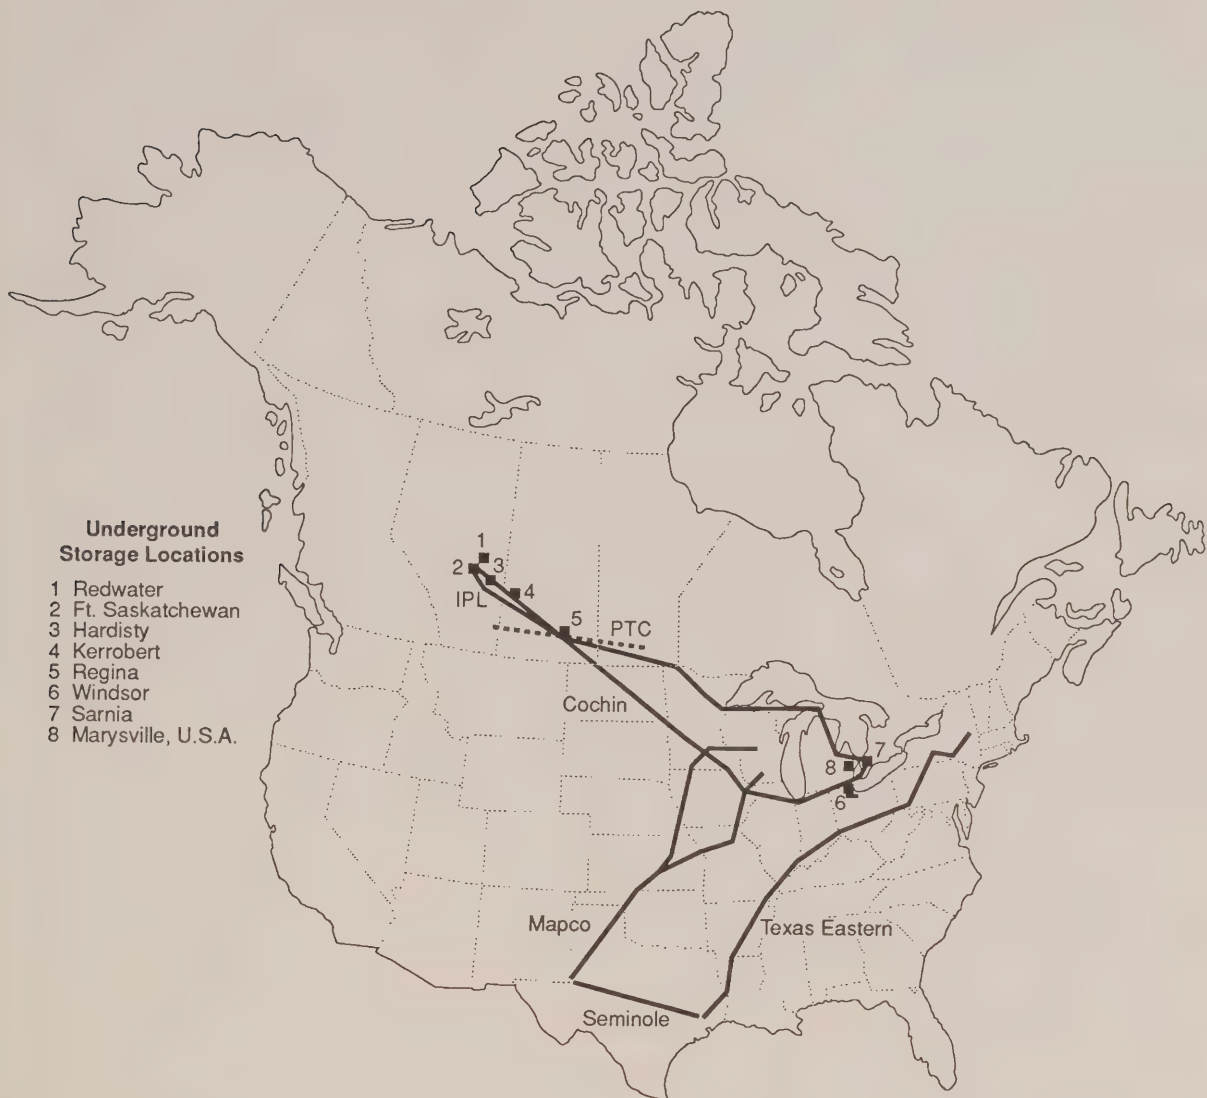 Underground
Storage Locations
1 Redwater
2 Ft. Saskatchewan
3 Hardisty
4 Kerrobert
5 Regina
6 Windsor
7 Sarnia
8 Marysville, U.S.A.
1
2
3
4
IPL
5
PTC
Cochin
7
8
6
Mapco
Texas Eastern
Seminole